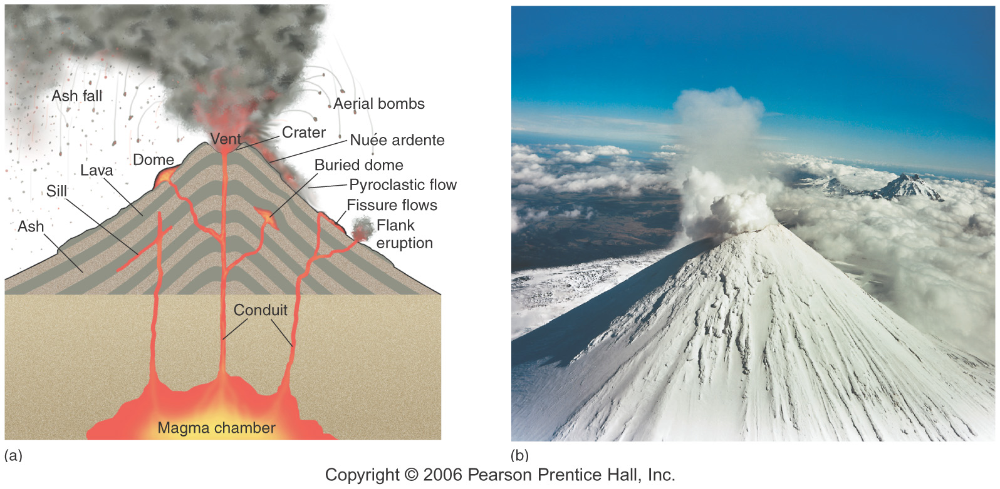 Ash fall
Aerial bombs
Vent
Crater
Nuée ardente
Dome
Buried dome
Lava
Pyroclastic flow
Sill
Fissure flows
Ash
Flank
eruption
Conduit
Magma chamber
(a)
(b)
Copyright © 2006 Pearson Prentice Hall, Inc.